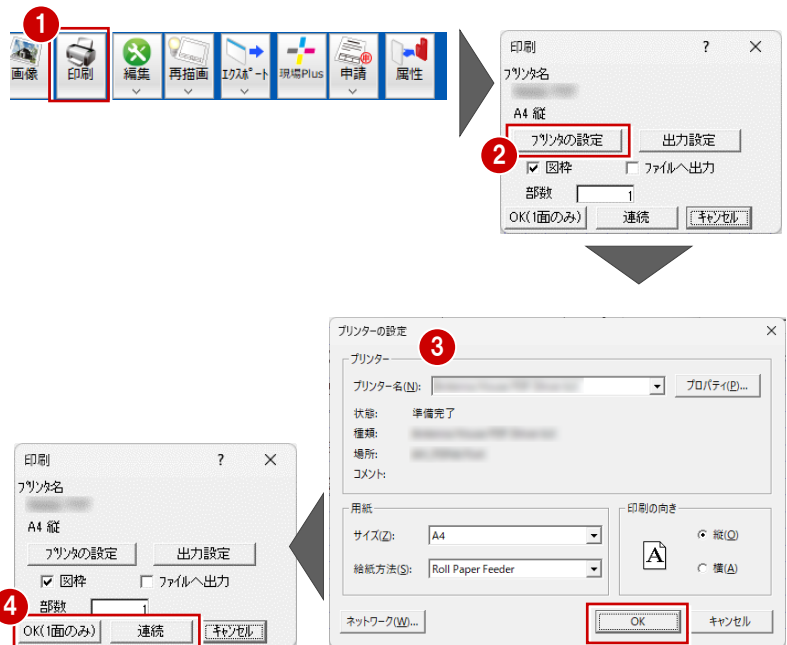 1
画像
印刷
編集
再描画
ｴｸｽﾎﾟｰﾄ
現場Plus
申請
属性
印刷 ? ×
ﾌﾟﾘﾝﾀ名
A4 縦
2
ﾌﾟﾘﾝﾀの設定 出力設定
図枠 ﾌｧｲﾙへ出力
部数 1
OK(1面のみ) 連続 ｷｬﾝｾﾙ
プリンターの設定 ×
3
プリンター
プリンター名(N): プロパティ(P)...
状態: 準備完了
種類:
場所:
コメント:
用紙
サイズ(Z): A4
給紙方法(S): Roll Paper Feeder
印刷の向き
A
縦(O)
横(A)
ネットワーク(W)... OK キャンセル
印刷 ? ×
ﾌﾟﾘﾝﾀ名
A4 縦
ﾌﾟﾘﾝﾀの設定 出力設定
図枠 ﾌｧｲﾙへ出力
4
部数 1
OK(1面のみ) 連続 ｷｬﾝｾﾙ